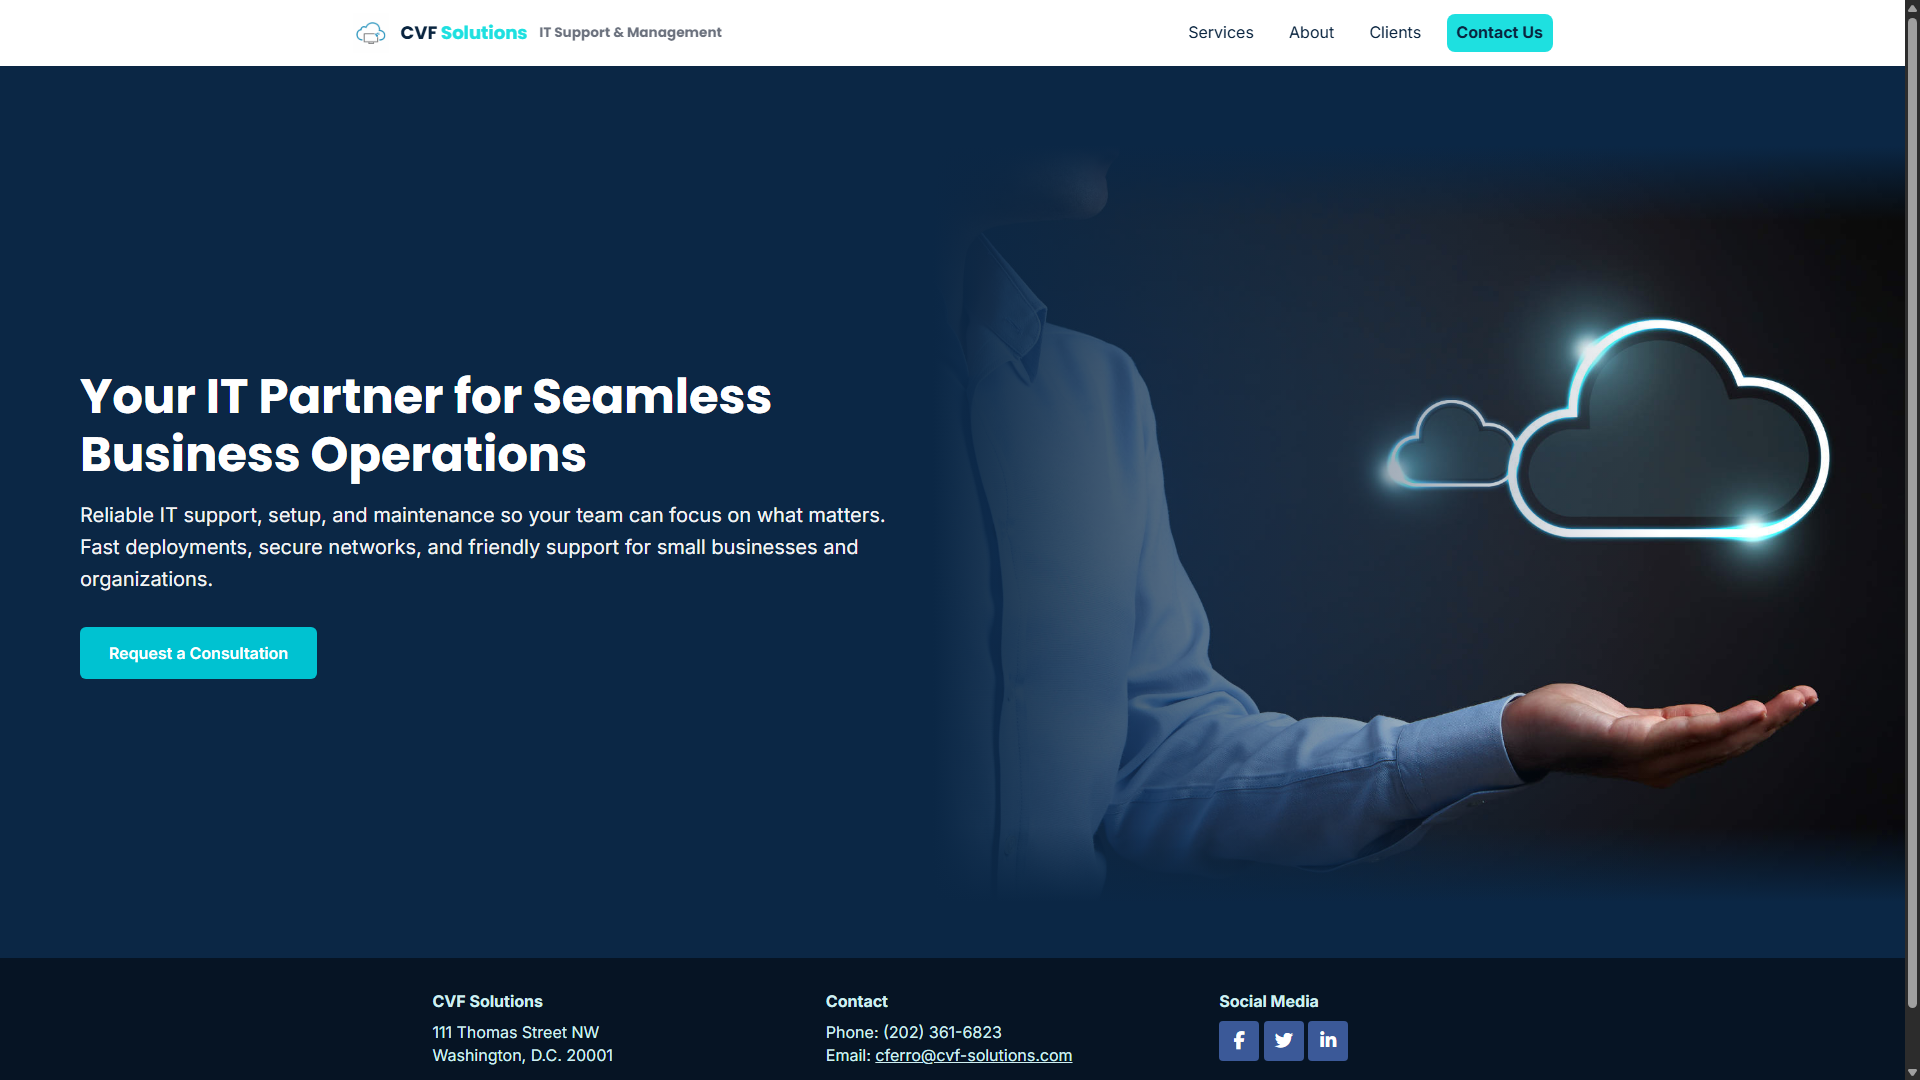 CVF Solutions IT Support & Management
Services About Clients Contact Us
Your IT Partner for Seamless
Business Operations
Reliable IT support, setup, and maintenance so your team can focus on what matters.
Fast deployments, secure networks, and friendly support for small businesses and
organizations.
Request a Consultation
CVF Solutions
111 Thomas Street NW
Washington, D.C. 20001
Contact
Phone: (202) 361-6823
Email: cferro@cvf-solutions.com
Social Media